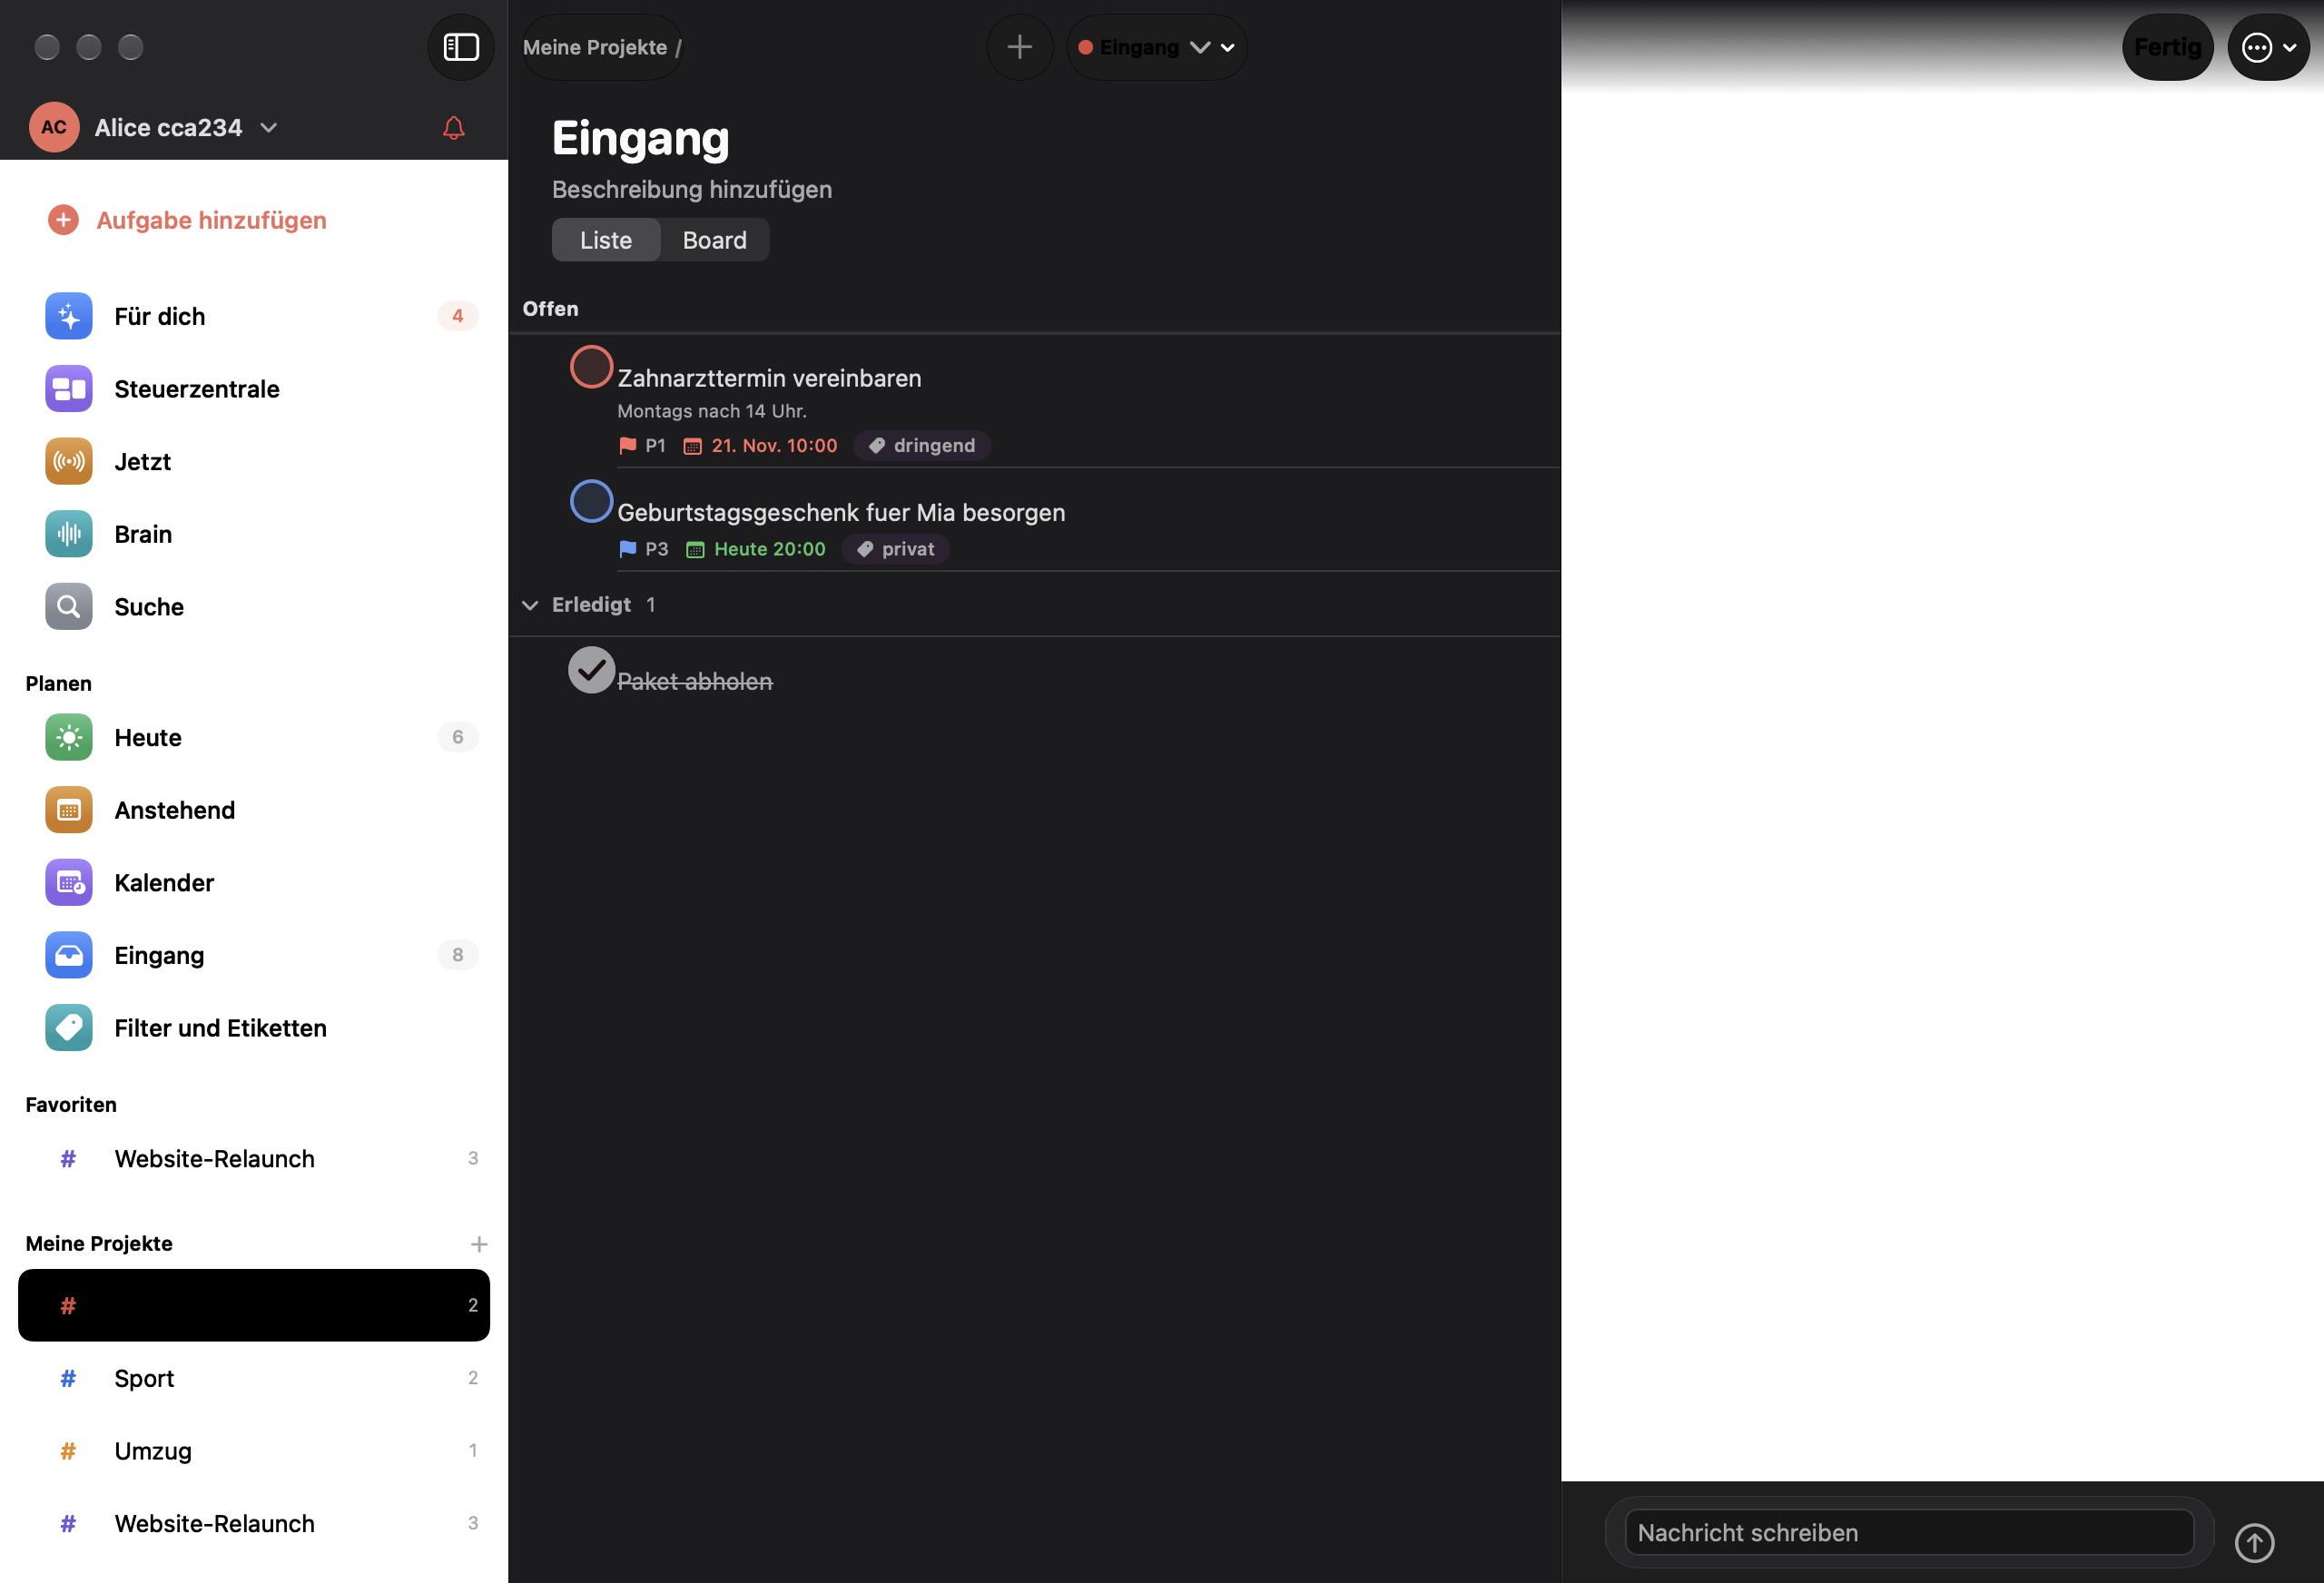 Alice cca234
AC
Aufgabe hinzufügen
Für dich 4
Steuerzentrale
Jetzt
Brain
Suche
Planen
Heute 6
Anstehend
Kalender
Eingang 8
Filter und Etiketten
Favoriten
# Website-Relaunch 3
Meine Projekte
# 2
# Sport 2
# Umzug 1
# Website-Relaunch 3
Meine Projekte /
Eingang
Eingang
Beschreibung hinzufügen
Liste Board
Offen
Zahnarzttermin vereinbaren
Montags nach 14 Uhr.
P1 21. Nov. 10:00 dringend
Geburtstagsgeschenk fuer Mia besorgen
P3 Heute 20:00 privat
Erledigt 1
Paket abholen
Fertig
Nachricht schreiben